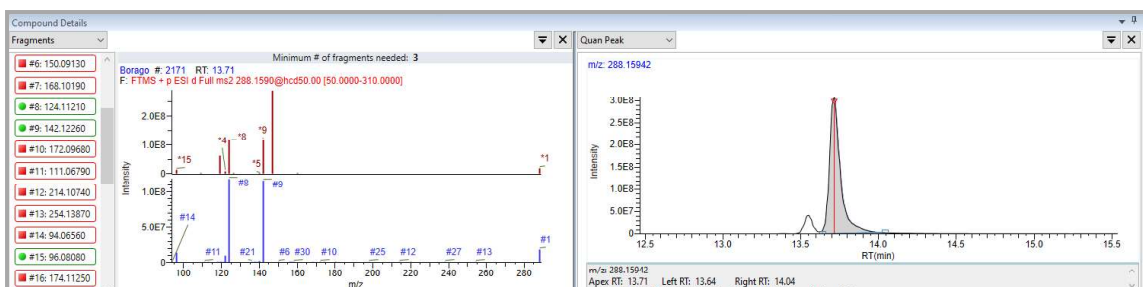 Compound Details
Fragments
#6: 150.09130
#7: 168.10190
#8: 124.11210
#9: 142.12260
#10: 172.09680
#11: 111.06790
#12: 214.10740
#13: 254.13870
#14: 94.06560
#15: 96.08080
#16: 174.11250
Minimum # of fragments needed: 3
Borago #: 2171 RT: 13.71
F: FTMS + p ESI d Full ms2 288.1590@hcd50.00 [50.0000-310.0000]
Intensity
2.0E8
1.0E8
0
*15
*4
*8
*5
*9
*1
1.0E8
5.0E7
0
#14
#11
#8
#21
#9
#6
#30
#10
#25
#12
#27
#13
#1
100 120 140 160 180 200 220 240 260 280
m/z
Quan Peak
m/z: 288.15942
Intensity
3.0E8
2.5E8
2.0E8
1.5E8
1.0E8
5.0E7
0
12.5 13.0 13.5 14.0 14.5 15.0 15.5
RT(min)
m/z: 288.15942
Apex RT: 13.71 Left RT: 13.64 Right RT: 14.04